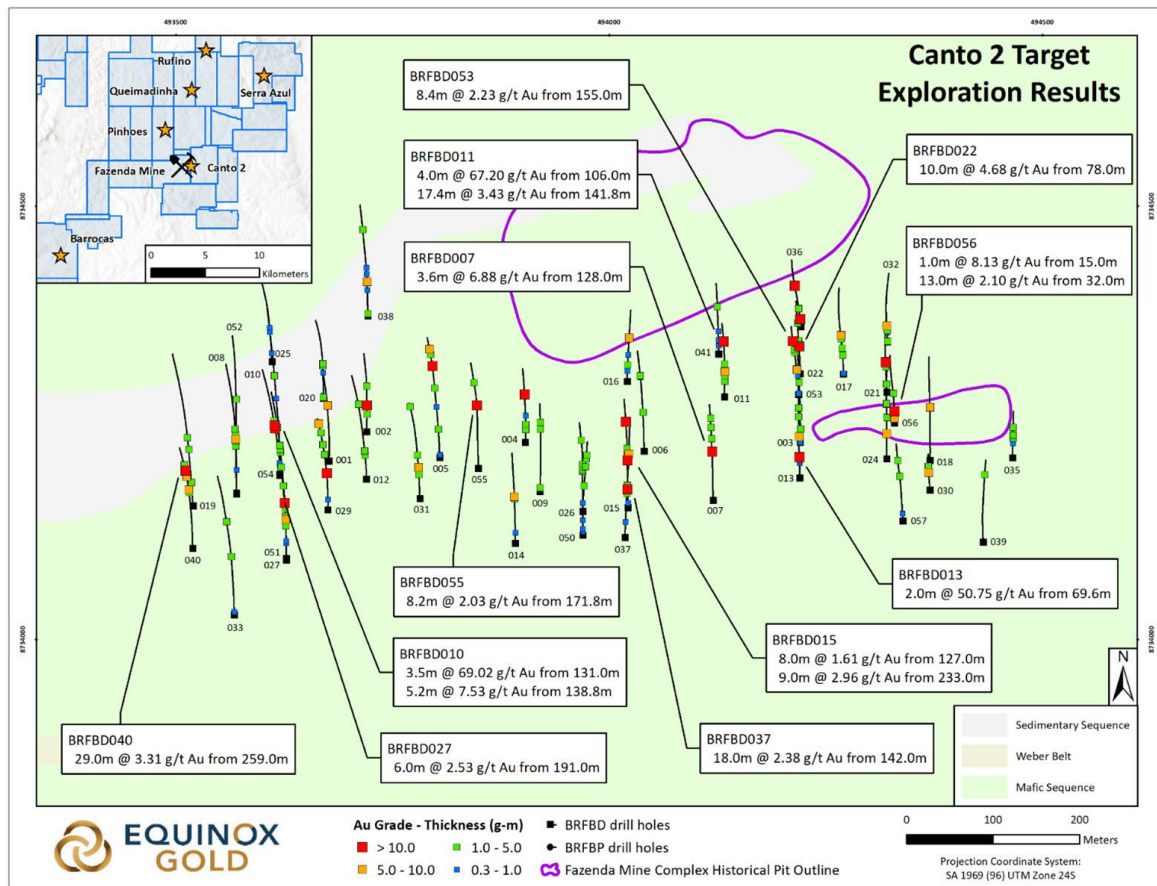 493500
494000
494500
8734500
8734000
8734500
8734000
Canto 2 Target
Exploration Results
Rufino
Serra Azul
Queimadinha
Pinhoes
Canto 2
Fazenda Mine
Barrocas
0 5 10
Kilometers
BRFBD053
8.4m @ 2.23 g/t Au from 155.0m
BRFBD011
4.0m @ 67.20 g/t Au from 106.0m
17.4m @ 3.43 g/t Au from 141.8m
BRFBD007
3.6m @ 6.88 g/t Au from 128.0m
BRFBD022
10.0m @ 4.68 g/t Au from 78.0m
BRFBD056
1.0m @ 8.13 g/t Au from 15.0m
13.0m @ 2.10 g/t Au from 32.0m
036
032
038
052
008
025
010
020
002
016
041
011
022
053
017
021
056
004
005
055
006
003
024
018
035
054
001
012
029
031
009
026
050
015
037
014
007
013
030
057
039
019
040
051
027
033
BRFBD055
8.2m @ 2.03 g/t Au from 171.8m
BRFBD013
2.0m @ 50.75 g/t Au from 69.6m
BRFBD010
3.5m @ 69.02 g/t Au from 131.0m
5.2m @ 7.53 g/t Au from 138.8m
BRFBD015
8.0m @ 1.61 g/t Au from 127.0m
9.0m @ 2.96 g/t Au from 233.0m
BRFBD040
29.0m @ 3.31 g/t Au from 259.0m
BRFBD027
6.0m @ 2.53 g/t Au from 191.0m
BRFBD037
18.0m @ 2.38 g/t Au from 142.0m
N
Sedimentary Sequence
Weber Belt
Mafic Sequence
EQUINOX
GOLD
Au Grade - Thickness (g-m)
> 10.0
5.0 - 10.0
1.0 - 5.0
0.3 - 1.0
BRFBD drill holes
BRFBP drill holes
Fazenda Mine Complex Historical Pit Outline
0 100 200
Meters
Projection Coordinate System:
SA 1969 (96) UTM Zone 24S